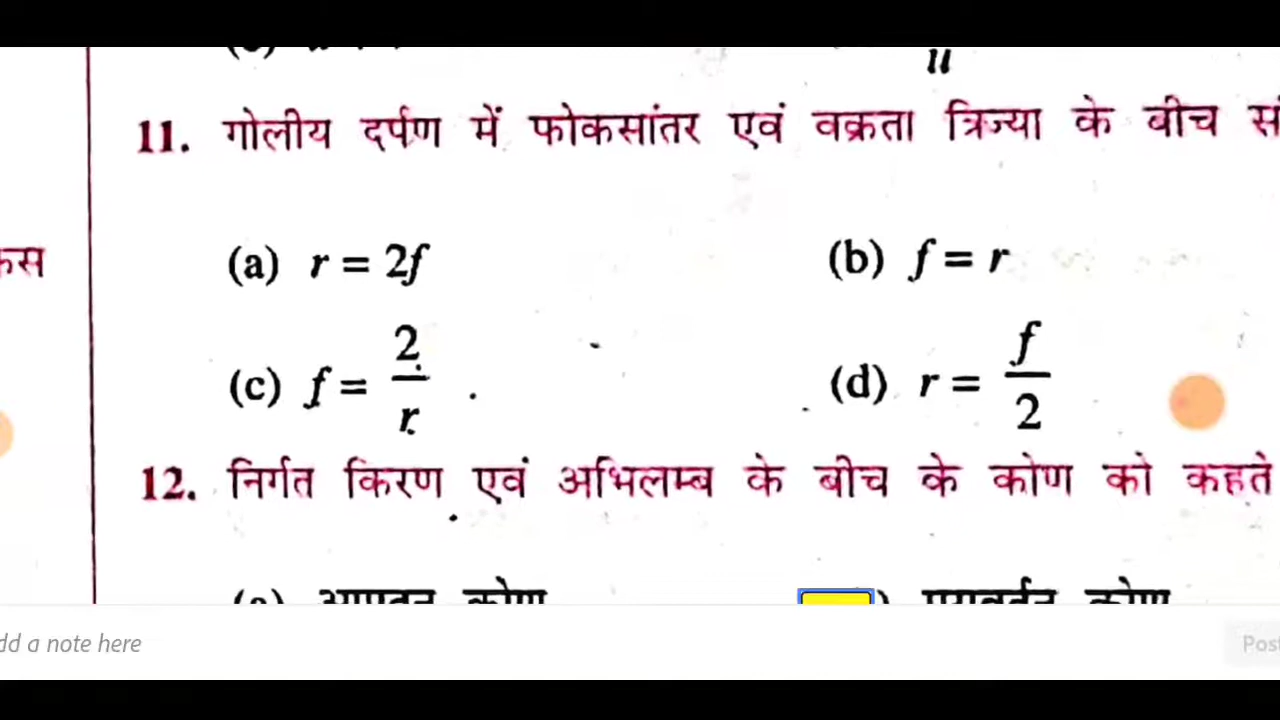 u
11. गोलीय दर्पण में फोकसांतर एवं वक्रता त्रिज्या के बीच
(a) r = 2f (b) f = r
(c) f = 2/r (d) r = f/2
12. निर्गत किरण एवं अभिलम्ब के बीच के कोण को कहते
कोण कोण
dd a note here Post